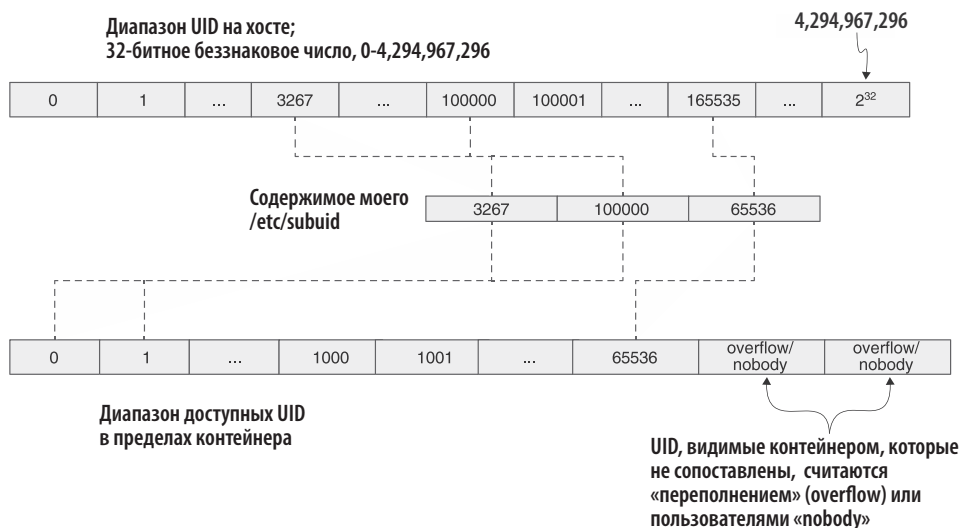 Диапазон UID на хосте;
32-битное беззнаковое число, 0-4,294,967,296
4,294,967,296
0 1 ... 3267 ... 100000 100001 ... 165535 ... 2³²
Содержимое моего
/etc/subuid
3267 100000 65536
0 1 ... 1000 1001 ... 65536 overflow/ overflow/
nobody nobody
Диапазон доступных UID
в пределах контейнера
UID, видимые контейнером, которые
не сопоставлены, считаются
«переполнением» (overflow) или
пользователями «nobody»